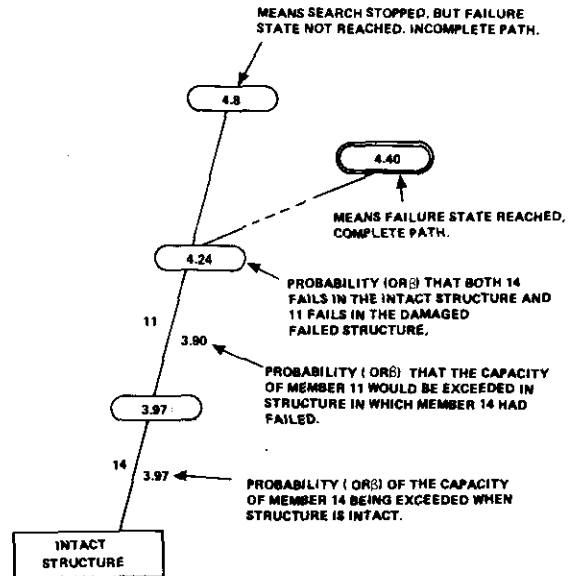 MEANS SEARCH STOPPED, BUT FAILURE
STATE NOT REACHED. INCOMPLETE PATH.
4.8
4.40
MEANS FAILURE STATE REACHED,
COMPLETE PATH.
4.24
PROBABILITY (OR β) THAT BOTH 14
FAILS IN THE INTACT STRUCTURE AND
11 FAILS IN THE DAMAGED
FAILED STRUCTURE,
11
3.90
PROBABILITY ( OR β) THAT THE CAPACITY
OF MEMBER 11 WOULD BE EXCEEDED IN
STRUCTURE IN WHICH MEMBER 14 HAD
FAILED.
3.97
14
3.97
PROBABILITY ( OR β) OF THE CAPACITY
OF MEMBER 14 BEING EXCEEDED WHEN
STRUCTURE IS INTACT.
INTACT
STRUCTURE